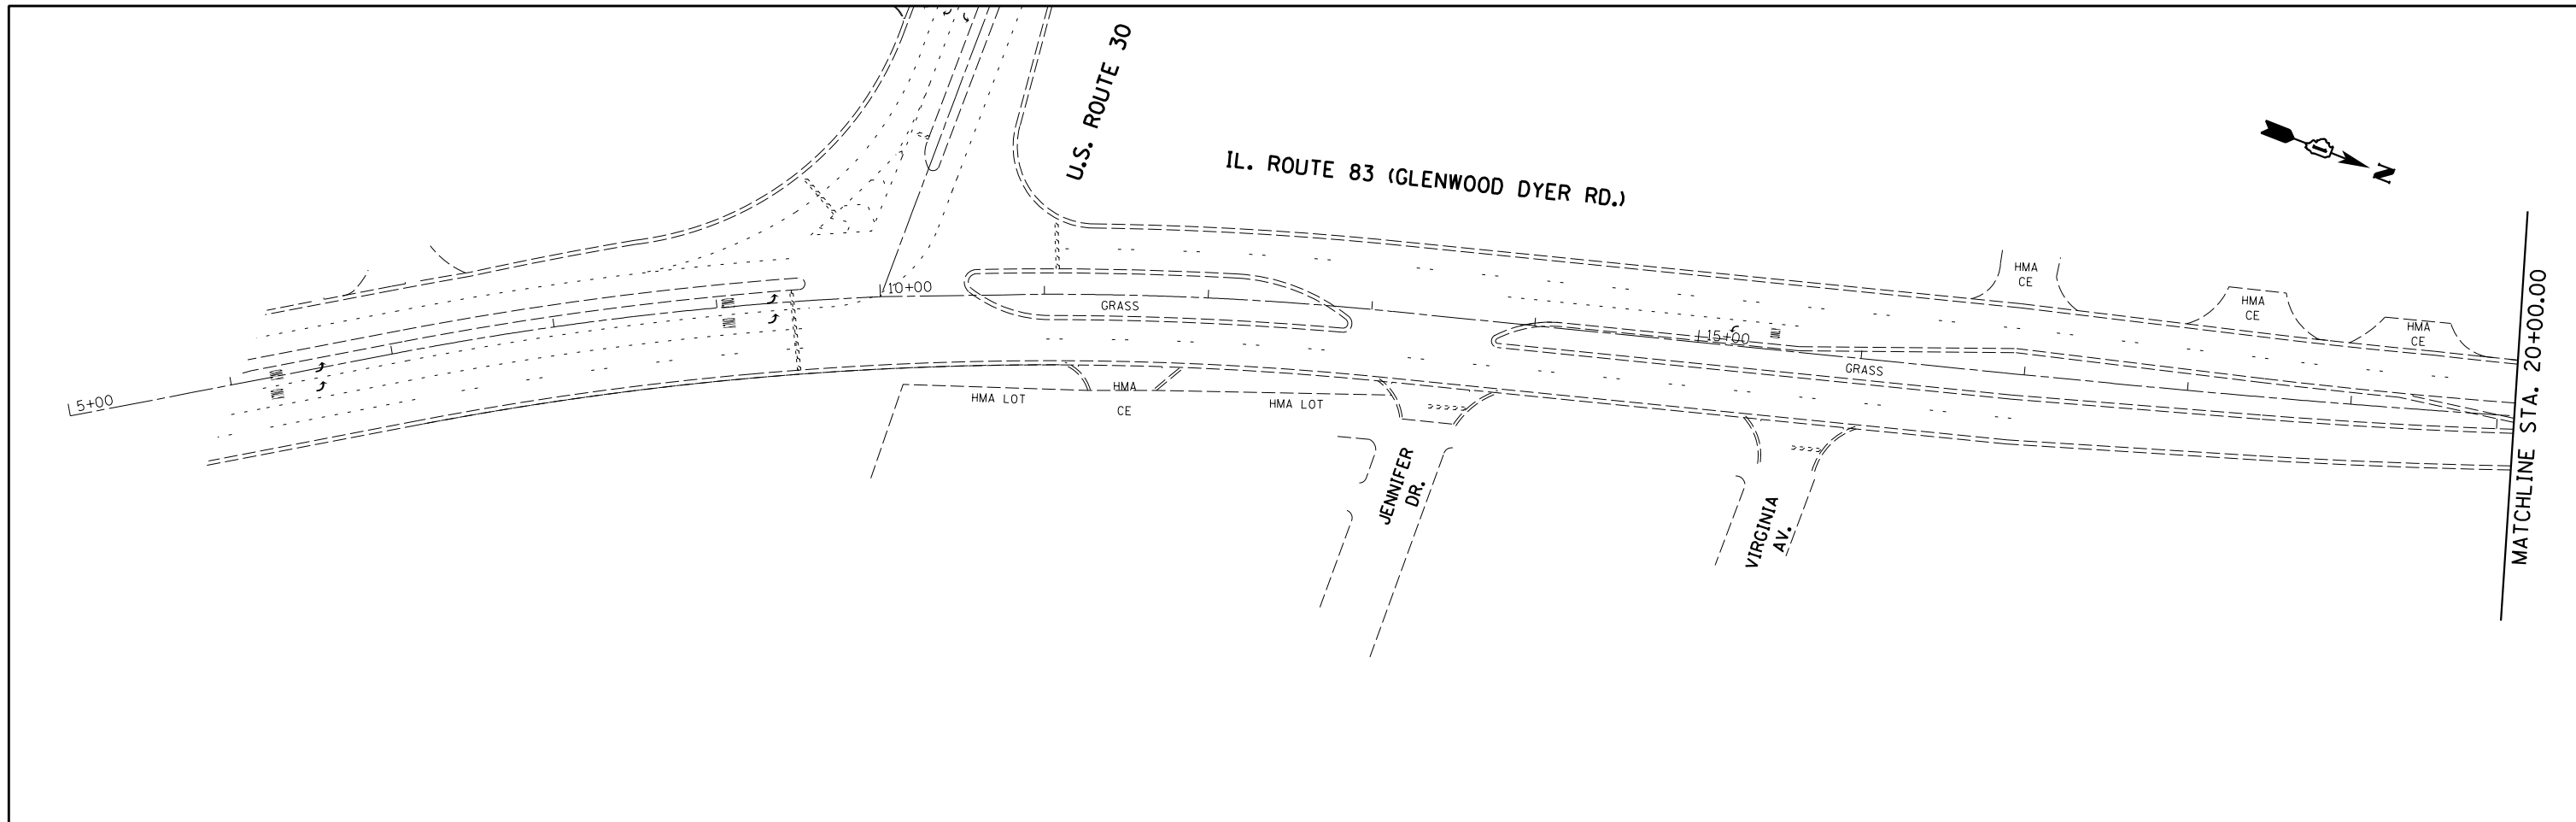 U.S. ROUTE 30
IL. ROUTE 83 (GLENWOOD DYER RD.)
N
5+00
10+00
GRASS
HMA LOT
HMA
CE
HMA LOT
JENNIFER
DR.
15+00
GRASS
VIRGINIA
AV.
HMA
CE
HMA
CE
HMA
CE
MATCHLINE STA. 20+00.00